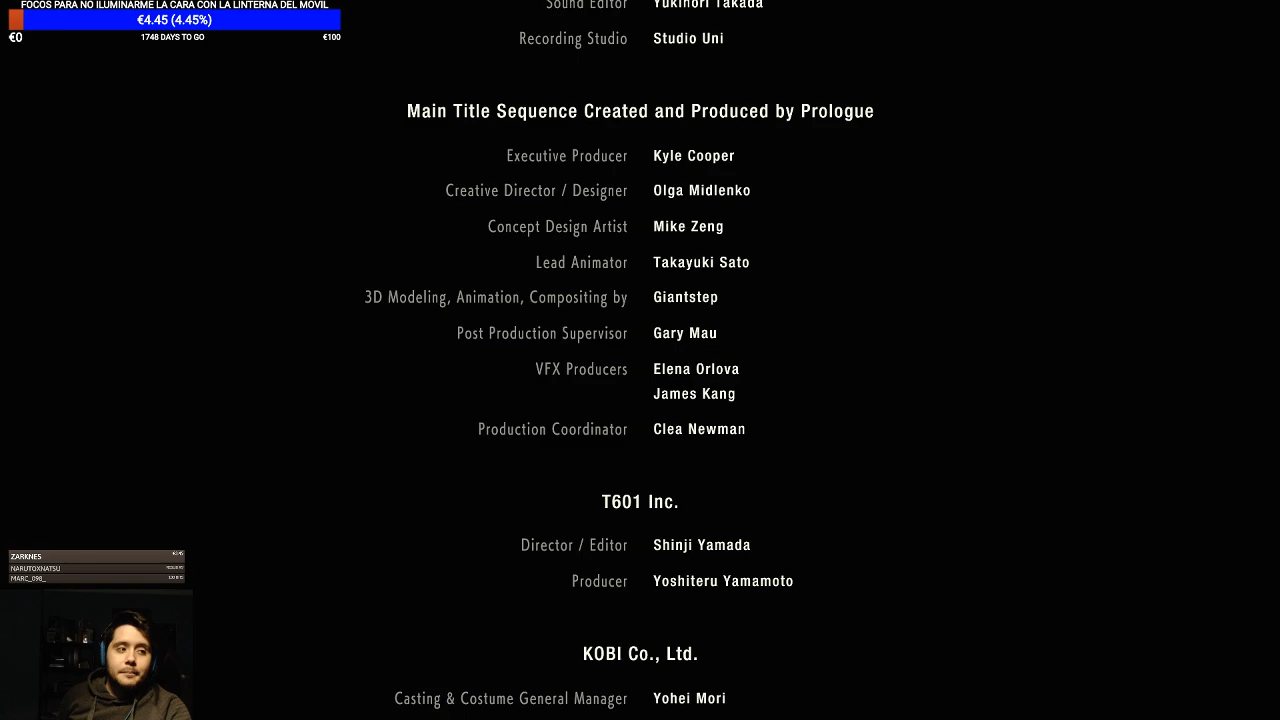 FOCOS PARA NO ILUMINARME LA CARA CON LA LINTERNA DEL MOVIL
€4.45 (4.45%)
€0 1748 DAYS TO GO €100
Sound Editor Yukinori Takada
Recording Studio Studio Uni
Main Title Sequence Created and Produced by Prologue
Executive Producer Kyle Cooper
Creative Director / Designer Olga Midlenko
Concept Design Artist Mike Zeng
Lead Animator Takayuki Sato
3D Modeling, Animation, Compositing by Giantstep
Post Production Supervisor Gary Mau
VFX Producers Elena Orlova
James Kang
Production Coordinator Clea Newman
T601 Inc.
Director / Editor Shinji Yamada
Producer Yoshiteru Yamamoto
KOBI Co., Ltd.
Casting & Costume General Manager Yohei Mori
ZARKNES
NARUTOXNATSU
MARC_098_